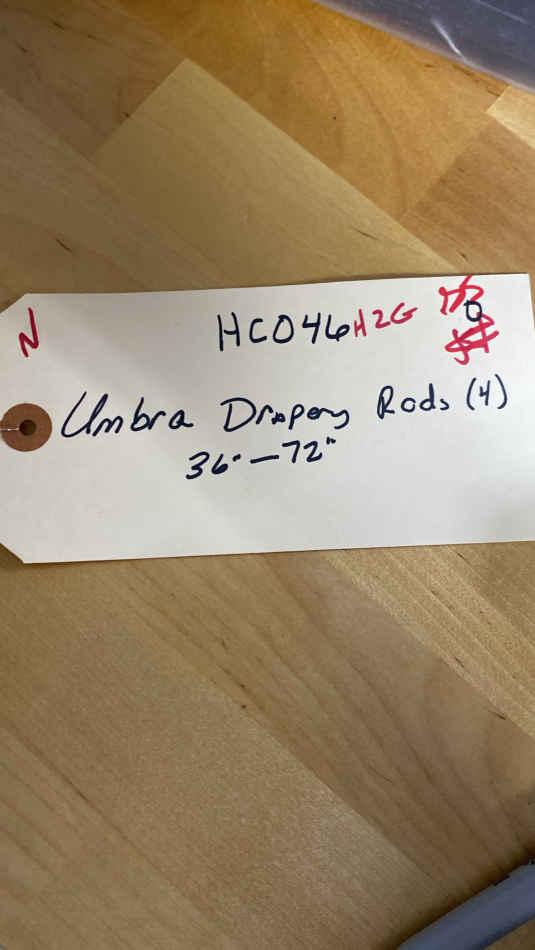 N HC046H2G
Umbra Drapery Rods (4)
36"—72"